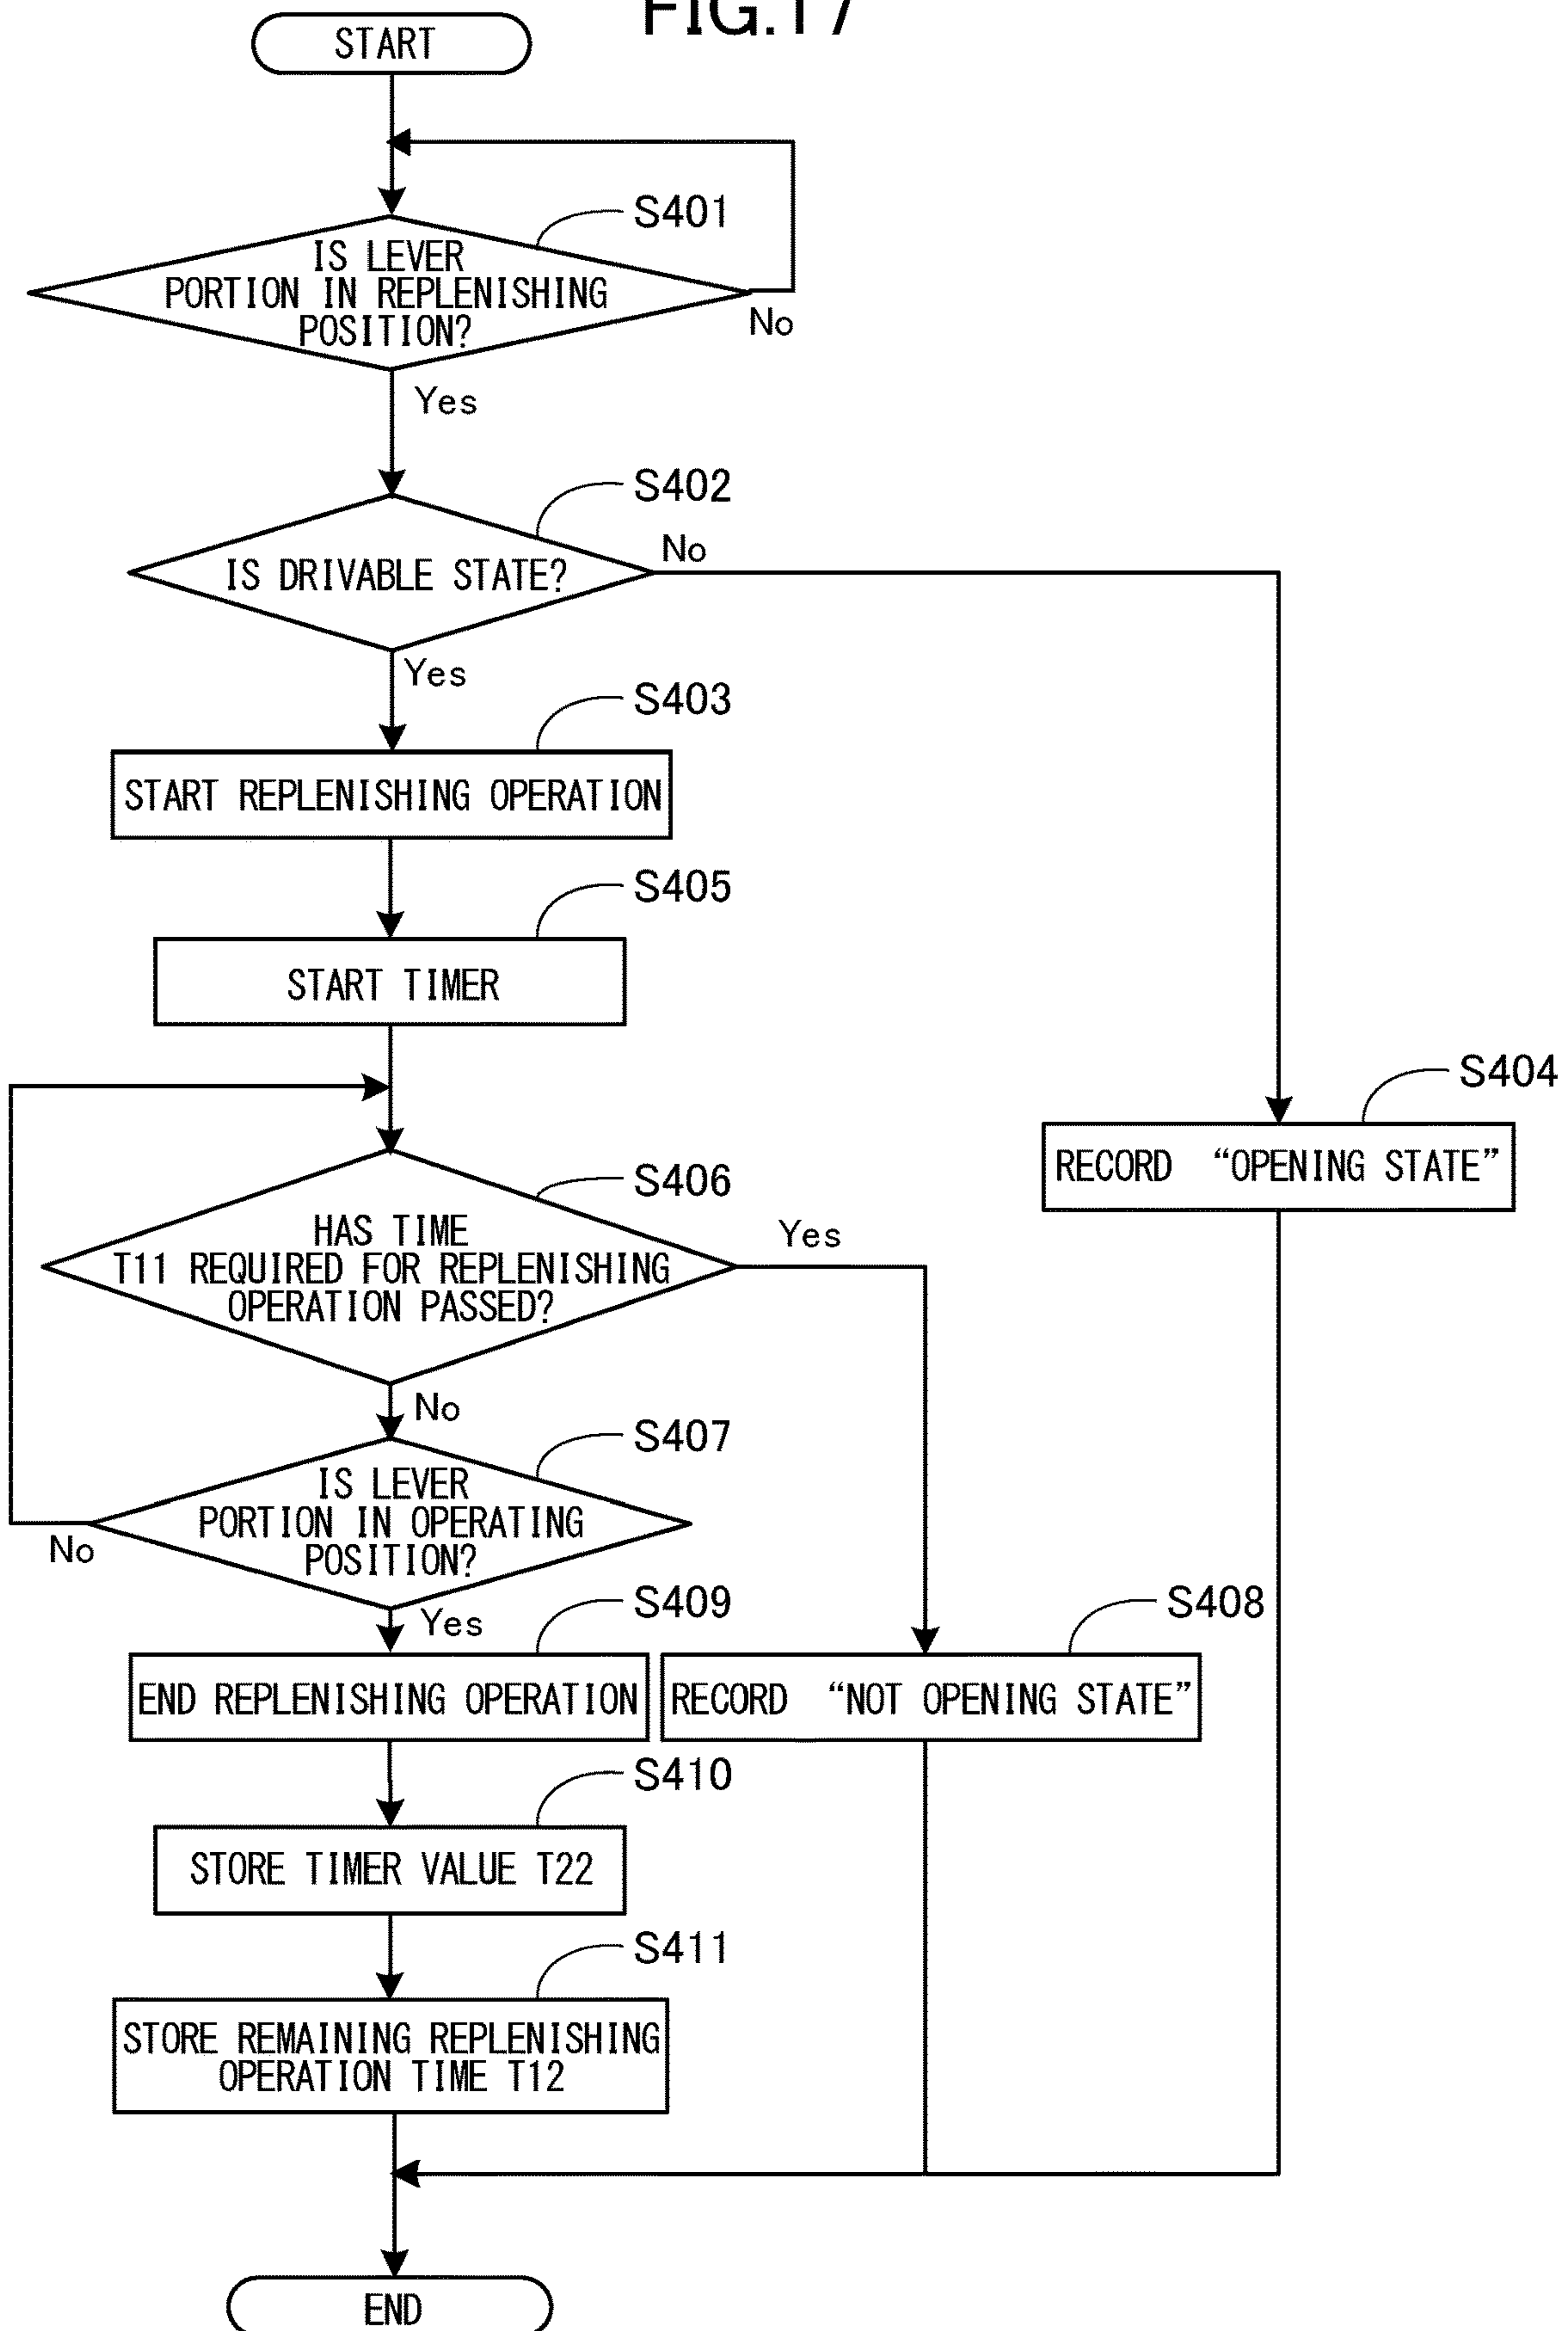 FIG.17
START
S401
IS LEVER
PORTION IN REPLENISHING
POSITION?
No
Yes
S402
IS DRIVABLE STATE?
No
Yes
S403
START REPLENISHING OPERATION
S405
START TIMER
S404
RECORD “OPENING STATE”
S406
HAS TIME
T11 REQUIRED FOR REPLENISHING
OPERATION PASSED?
Yes
No
S407
IS LEVER
PORTION IN OPERATING
POSITION?
No
Yes
S409
END REPLENISHING OPERATION
S408
RECORD “NOT OPENING STATE”
S410
STORE TIMER VALUE T22
S411
STORE REMAINING REPLENISHING
OPERATION TIME T12
END